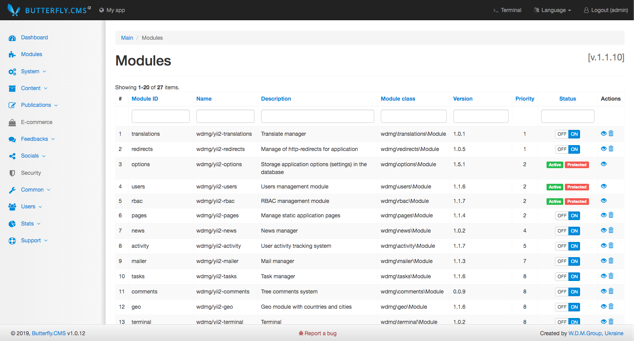 BUTTERFLY.CMS
My app
Terminal
Language
Logout (admin)
Dashboard
Modules
System
Content
Publications
E-commerce
Feedbacks
Socials
Security
Common
Users
Stats
Support
Main / Modules
Modules
[v.1.1.10]
Showing 1-20 of 27 items.
# Module ID Name Description Module class Version Priority Status Actions
1 translations wdmg/yii2-translations Translate manager wdmg\translations\Module 1.0.1 1 OFF ON
2 redirects wdmg/yii2-redirects Manage of http-redirects for application wdmg\redirects\Module 1.0.5 1 OFF ON
3 options wdmg/yii2-options Storage application options (settings) in the database wdmg\options\Module 1.5.1 2 Active Protected
4 users wdmg/yii2-users Users management module wdmg\users\Module 1.1.6 2 Active Protected
5 rbac wdmg/yii2-rbac RBAC management module wdmg\rbac\Module 1.1.7 2 Active Protected
6 pages wdmg/yii2-pages Manage static application pages wdmg\pages\Module 1.1.4 2 OFF ON
7 news wdmg/yii2-news News manager wdmg\news\Module 1.0.2 4 OFF ON
8 activity wdmg/yii2-activity User activity tracking system wdmg\activity\Module 1.1.7 5 OFF ON
9 mailer wdmg/yii2-mailer Mail manager wdmg\mailer\Module 1.1.3 7 OFF ON
10 tasks wdmg/yii2-tasks Task manager wdmg\tasks\Module 1.1.6 8 OFF ON
11 comments wdmg/yii2-comments Tree comments system wdmg\comments\Module 0.0.9 8 OFF ON
12 geo wdmg/yii2-geo Geo module with countries and cities wdmg\geo\Module 1.1.6 8 OFF ON
13 terminal wdmg/yii2-terminal Terminal wdmg\terminal\Module 1.0.2 8 OFF ON
© 2019, Butterfly.CMS v1.0.12
Report a bug
Created by W.D.M.Group, Ukraine